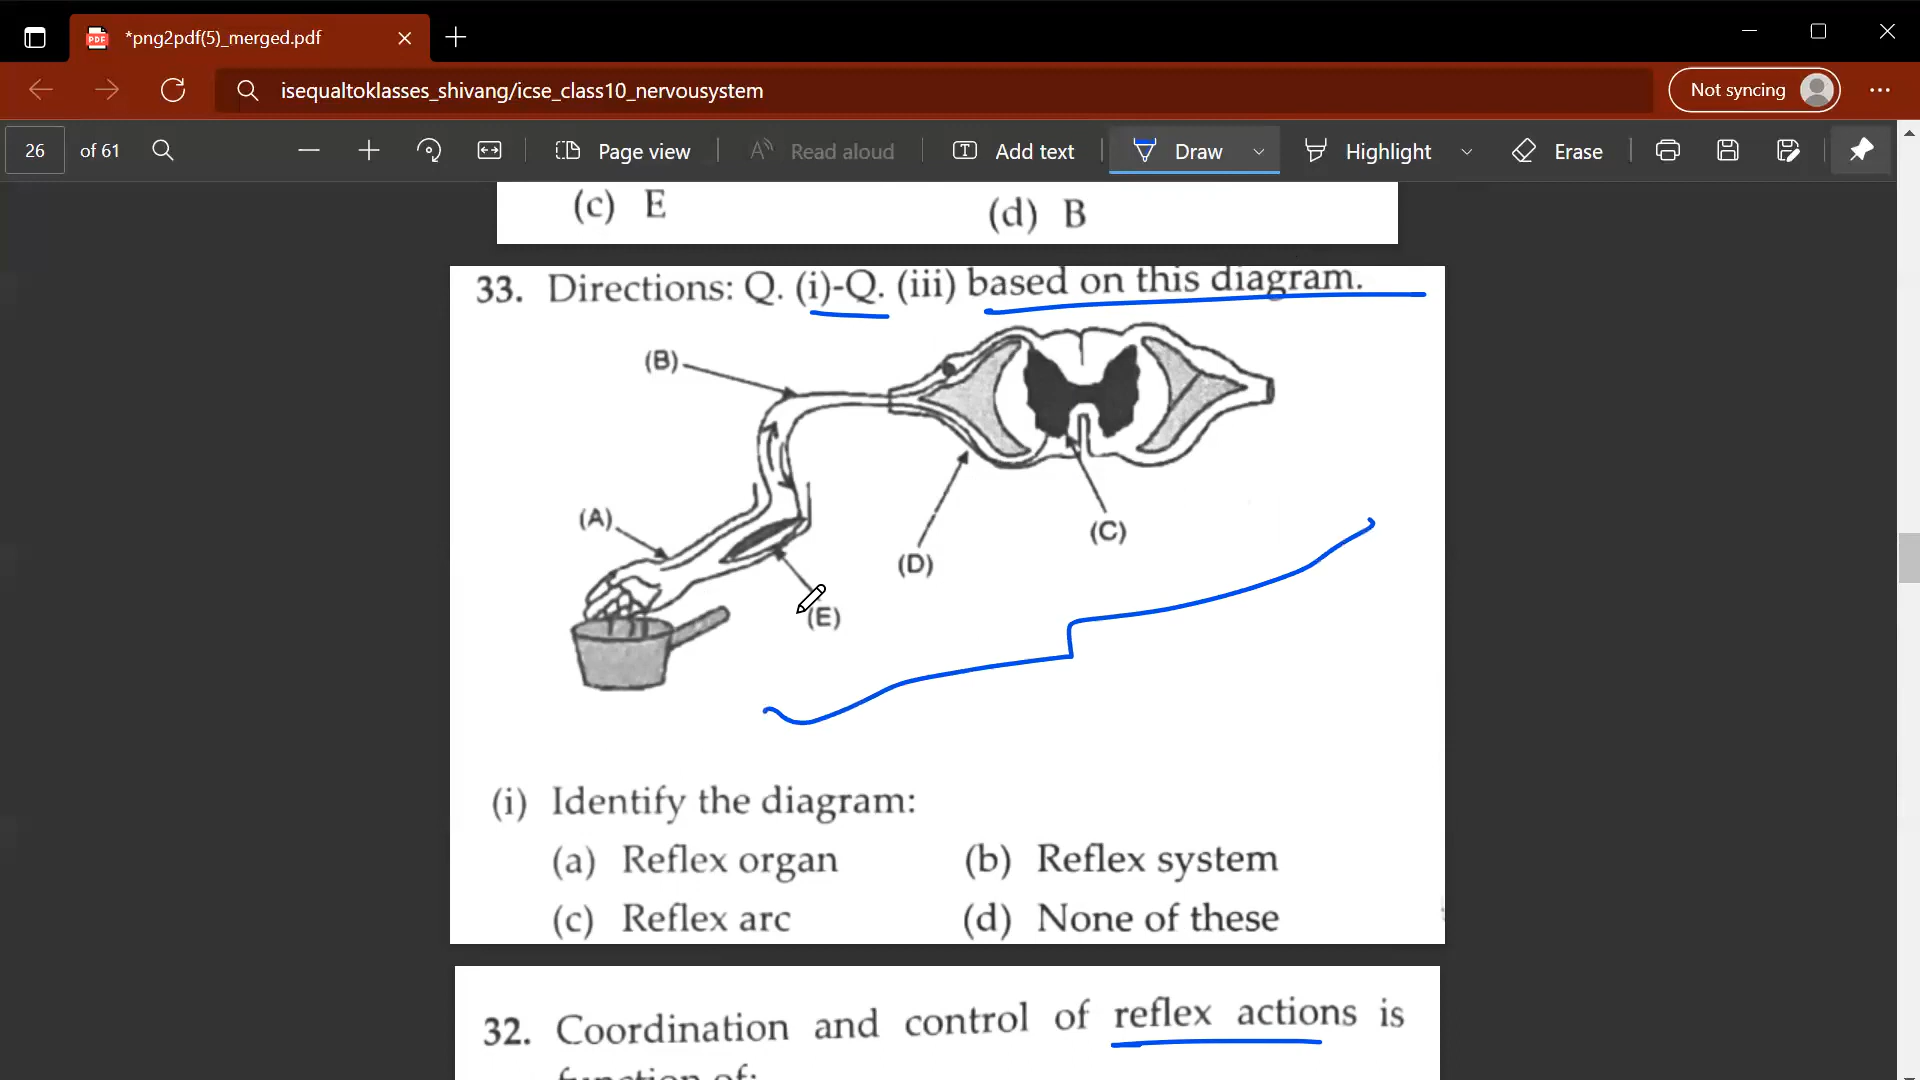 *png2pdf(5)_merged.pdf
isequaltoklasses_shivang/icse_class10_nervousystem
Not syncing
26 of 61
Page view
Read aloud
Add text
Draw
Highlight
Erase
(c) E (d) B
33. Directions: Q. (i)-Q. (iii) based on this diagram.
(B)
(A)
(C)
(D)
(E)
(i) Identify the diagram:
(a) Reflex organ (b) Reflex system
(c) Reflex arc (d) None of these
32. Coordination and control of reflex actions is
function of: